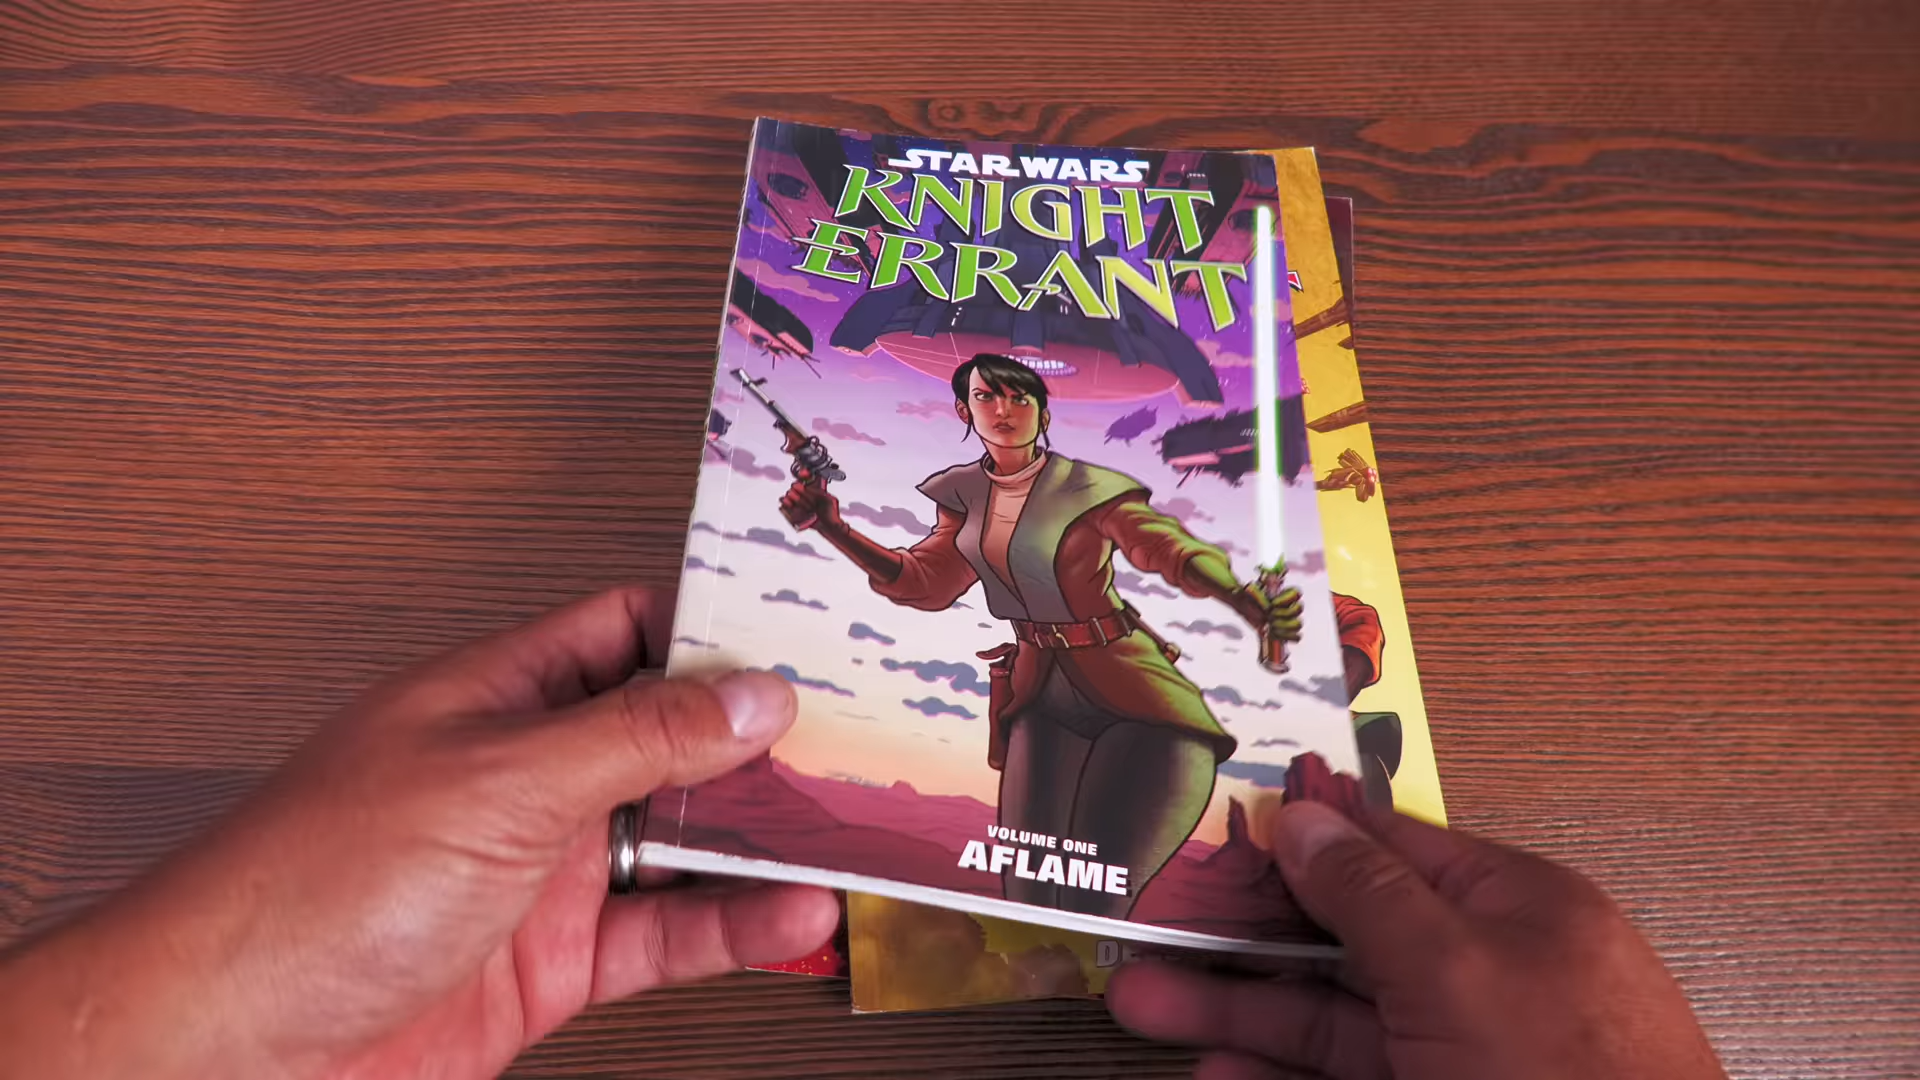 STAR WARS
KNIGHT
ERRANT
VOLUME ONE
AFLAME